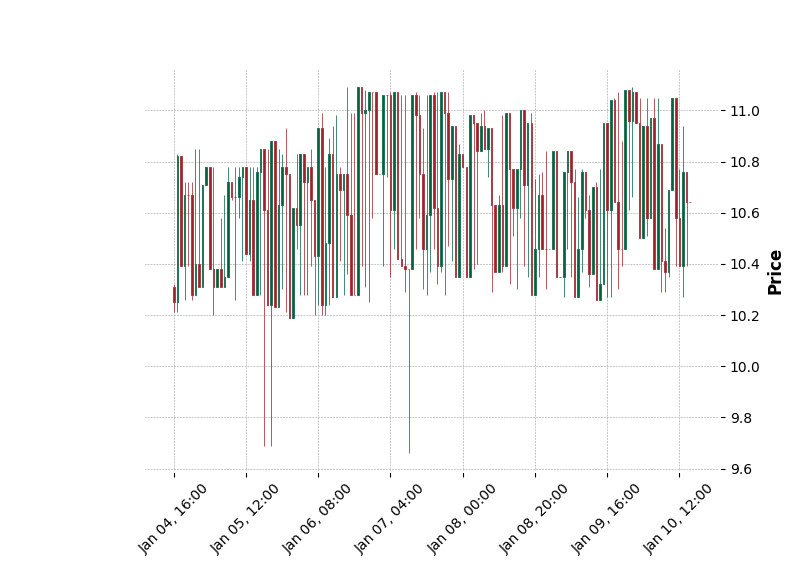 11.0
10.8
10.6
10.4
10.2
10.0
9.8
9.6
Price
Jan 04, 16:00
Jan 05, 12:00
Jan 06, 08:00
Jan 07, 04:00
Jan 08, 00:00
Jan 08, 20:00
Jan 09, 16:00
Jan 10, 12:00